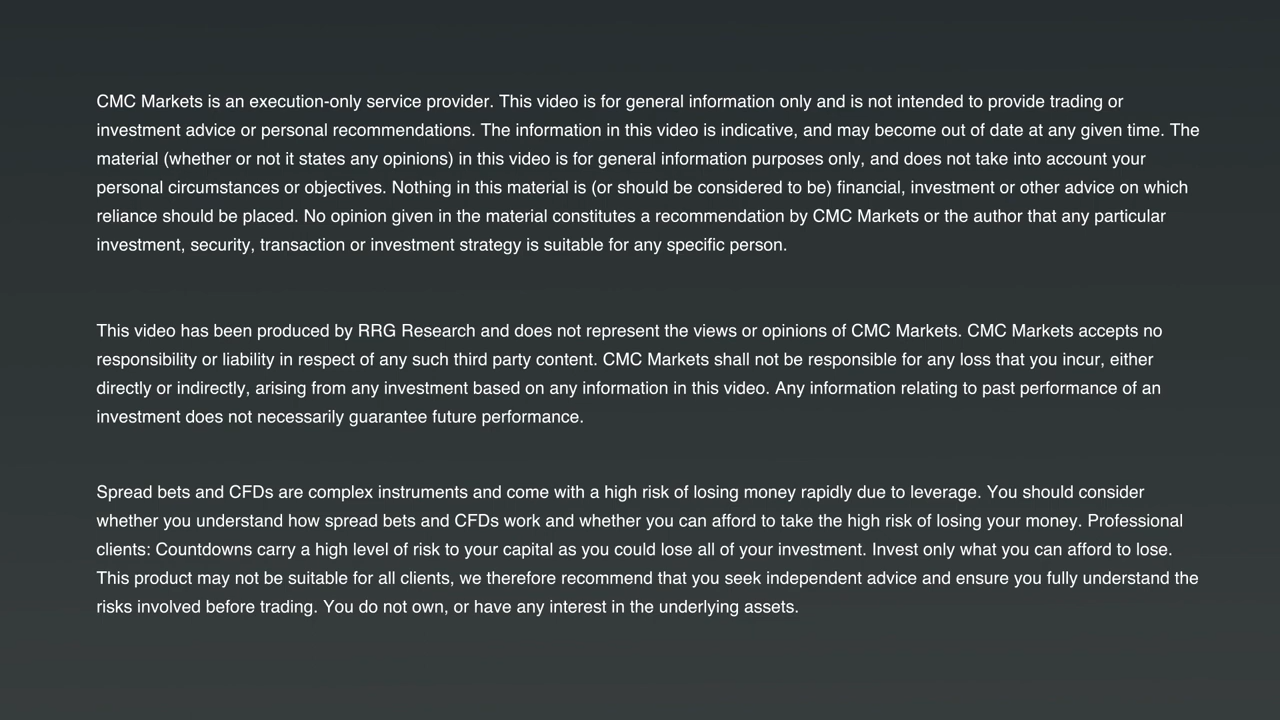 CMC Markets is an execution-only service provider. This video is for general information only and is not intended to provide trading or
investment advice or personal recommendations. The information in this video is indicative, and may become out of date at any given time. The
material (whether or not it states any opinions) in this video is for general information purposes only, and does not take into account your
personal circumstances or objectives. Nothing in this material is (or should be considered to be) financial, investment or other advice on which
reliance should be placed. No opinion given in the material constitutes a recommendation by CMC Markets or the author that any particular
investment, security, transaction or investment strategy is suitable for any specific person.
This video has been produced by RRG Research and does not represent the views or opinions of CMC Markets. CMC Markets accepts no
responsibility or liability in respect of any such third party content. CMC Markets shall not be responsible for any loss that you incur, either
directly or indirectly, arising from any investment based on any information in this video. Any information relating to past performance of an
investment does not necessarily guarantee future performance.
Spread bets and CFDs are complex instruments and come with a high risk of losing money rapidly due to leverage. You should consider
whether you understand how spread bets and CFDs work and whether you can afford to take the high risk of losing your money. Professional
clients: Countdowns carry a high level of risk to your capital as you could lose all of your investment. Invest only what you can afford to lose.
This product may not be suitable for all clients, we therefore recommend that you seek independent advice and ensure you fully understand the
risks involved before trading. You do not own, or have any interest in the underlying assets.